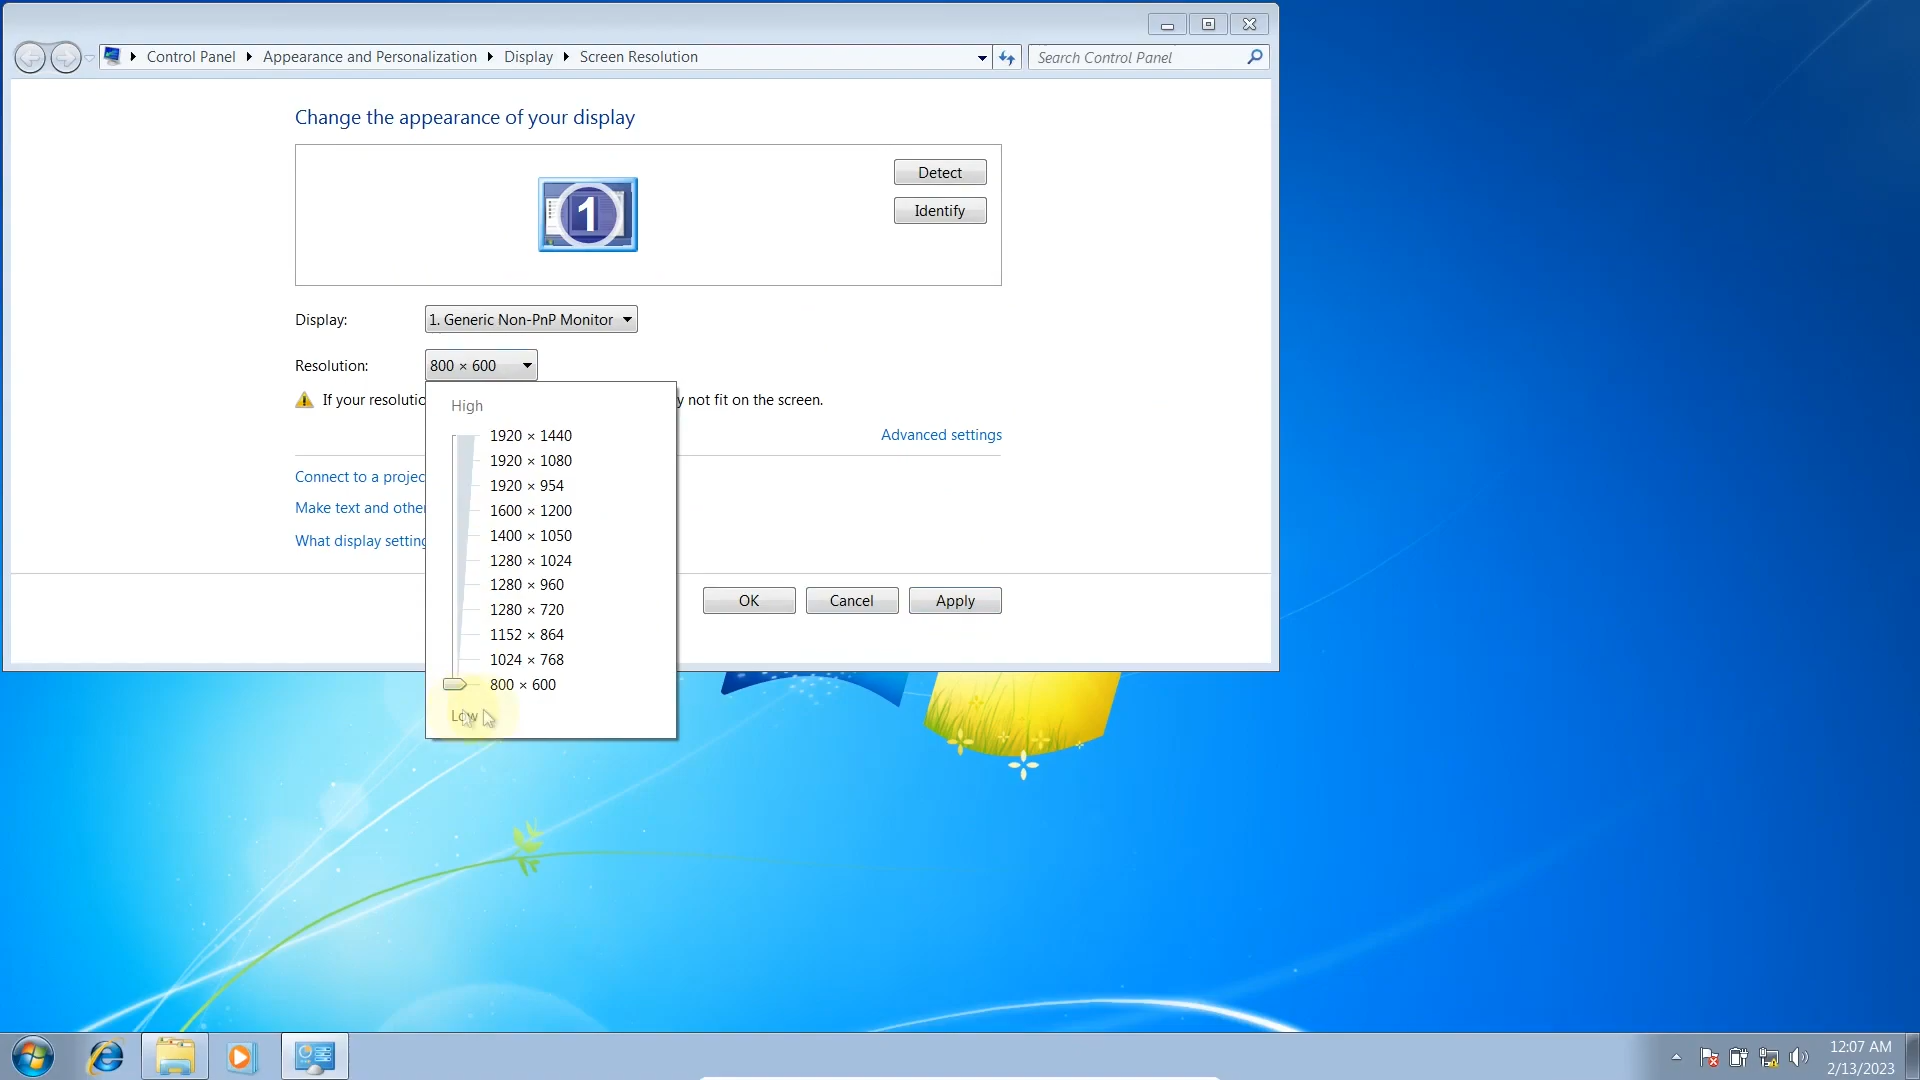 Control Panel Appearance and Personalization Display Screen Resolution
Search Control Panel
Change the appearance of your display
1
Detect
Identify
Display: 1. Generic Non-PnP Monitor
Resolution: 800 × 600
If your resolutio y not fit on the screen.
High
1920 × 1440
Advanced settings
1920 × 1080
Connect to a projec
1920 × 954
Make text and other
1600 × 1200
What display setting
1400 × 1050
1280 × 1024
1280 × 960
OK Cancel Apply
1280 × 720
1152 × 864
1024 × 768
800 × 600
Low
12:07 AM
2/13/2023